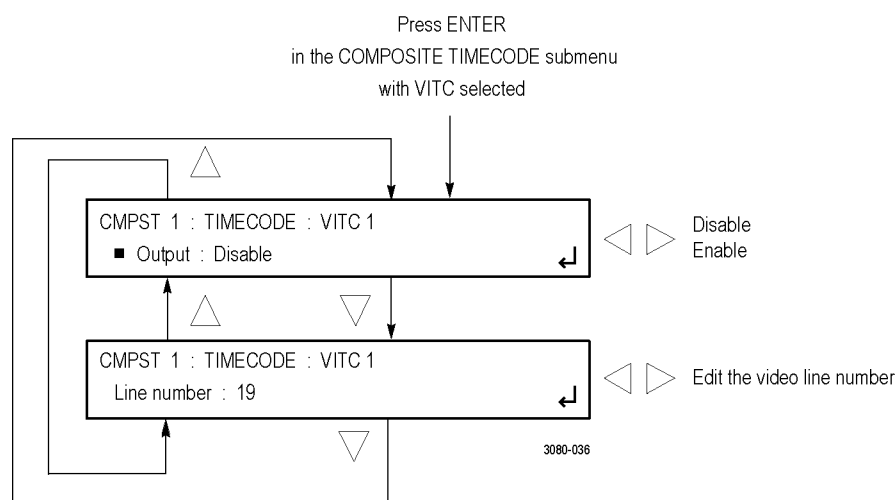 Press ENTER
in the COMPOSITE TIMECODE submenu
with VITC selected
CMPST 1 : TIMECODE : VITC 1
■ Output : Disable
Disable
Enable
CMPST 1 : TIMECODE : VITC 1
Line number : 19
Edit the video line number
3080-036